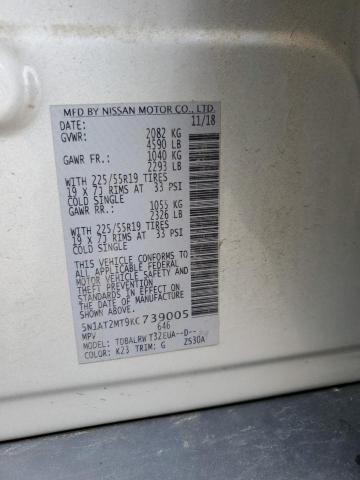 MFD BY NISSAN MOTOR CO., LTD.
DATE: 11/18
GVWR: 2082 KG
4590 LB
GAWR FR.: 1040 KG
2293 LB
WITH 225/55R19 TIRES
19 X 7J RIMS AT 33 PSI
COLD SINGLE
GAWR RR.: 1055 KG
2326 LB
WITH 225/55R19 TIRES
19 X 7J RIMS AT 33 PSI
COLD SINGLE
THIS VEHICLE CONFORMS TO
ALL APPLICABLE FEDERAL
MOTOR VEHICLE SAFETY AND
THEFT PREVENTION
STANDARDS IN EFFECT ON
THE DATE OF MANUFACTURE
SHOWN ABOVE.
5N1AT2MT9KC739005
MPV 646
MODEL: TDBALRWT32EUA--D--
COLOR: K23 TRIM: G ZS30A